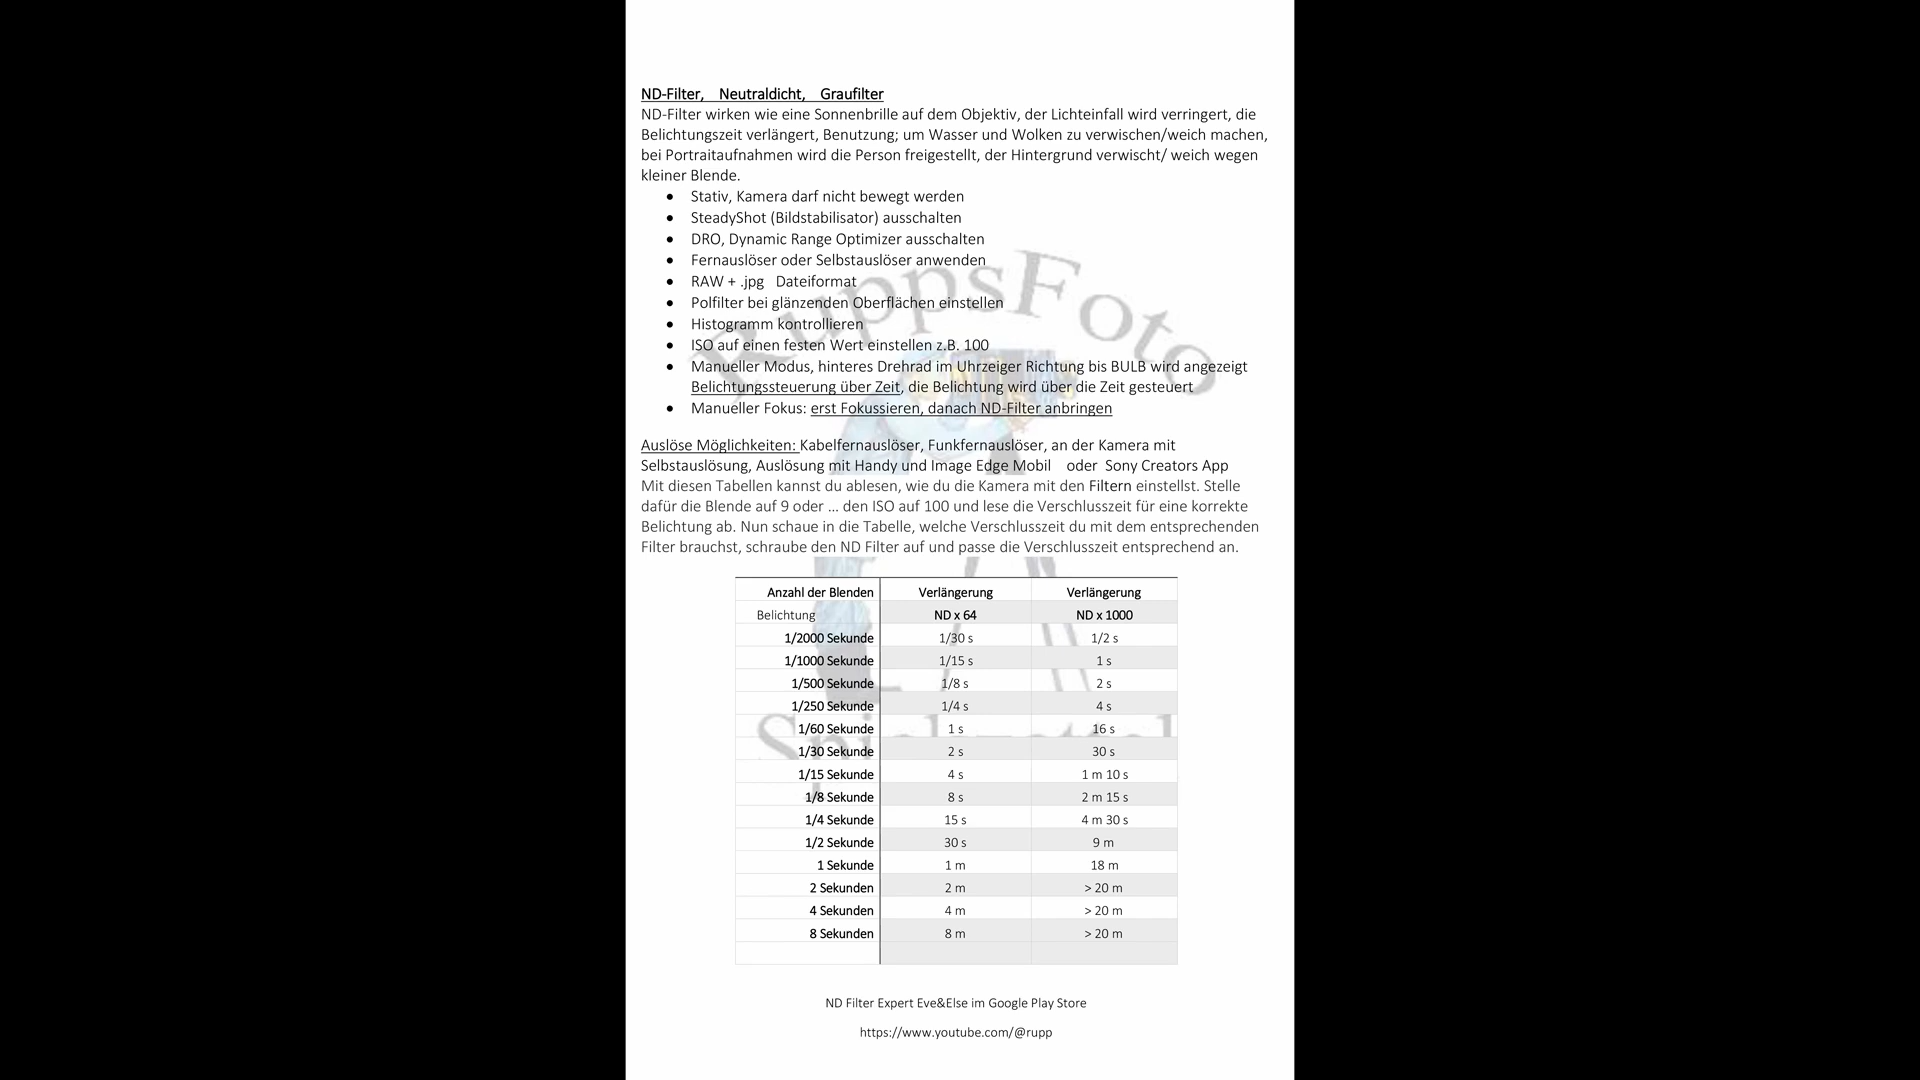 ND-Filter, Neutraldicht, Graufilter
ND-Filter wirken wie eine Sonnenbrille auf dem Objektiv, der Lichteinfall wird verringert, die
Belichtungszeit verlängert, Benutzung; um Wasser und Wolken zu verwischen/weich machen,
bei Portraitaufnahmen wird die Person freigestellt, der Hintergrund verwischt/ weich wegen
kleiner Blende.
• Stativ, Kamera darf nicht bewegt werden
• SteadyShot (Bildstabilisator) ausschalten
• DRO, Dynamic Range Optimizer ausschalten
• Fernauslöser oder Selbstauslöser anwenden
• RAW + .jpg Dateiformat
• Polfilter bei glänzenden Oberflächen einstellen
• Histogramm kontrollieren
• ISO auf einen festen Wert einstellen z.B. 100
• Manueller Modus, hinteres Drehrad im Uhrzeiger Richtung bis BULB wird angezeigt
Belichtungssteuerung über Zeit, die Belichtung wird über die Zeit gesteuert
• Manueller Fokus: erst Fokussieren, danach ND-Filter anbringen
RuppsFoto
Auslöse Möglichkeiten: Kabelfernauslöser, Funkfernauslöser, an der Kamera mit
Selbstauslösung, Auslösung mit Handy und Image Edge Mobil oder Sony Creators App
Mit diesen Tabellen kannst du ablesen, wie du die Kamera mit den Filtern einstellst. Stelle
dafür die Blende auf 9 oder ... den ISO auf 100 und lese die Verschlusszeit für eine korrekte
Belichtung ab. Nun schaue in die Tabelle, welche Verschlusszeit du mit dem entsprechenden
Filter brauchst, schraube den ND Filter auf und passe die Verschlusszeit entsprechend an.
Anzahl der Blenden Verlängerung Verlängerung
Belichtung ND x 64 ND x 1000
1/2000 Sekunde 1/30 s 1/2 s
1/1000 Sekunde 1/15 s 1 s
1/500 Sekunde 1/8 s 2 s
1/250 Sekunde 1/4 s 4 s
1/60 Sekunde 1 s 16 s
1/30 Sekunde 2 s 30 s
1/15 Sekunde 4 s 1 m 10 s
1/8 Sekunde 8 s 2 m 15 s
1/4 Sekunde 15 s 4 m 30 s
1/2 Sekunde 30 s 9 m
1 Sekunde 1 m 18 m
2 Sekunden 2 m > 20 m
4 Sekunden 4 m > 20 m
8 Sekunden 8 m > 20 m
ND Filter Expert Eve&Else im Google Play Store
https://www.youtube.com/@rupp